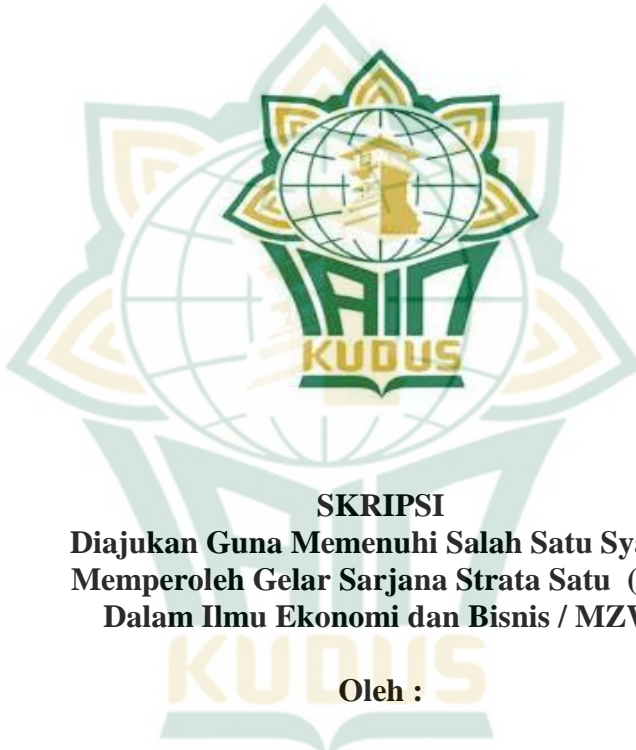 IAIN
KUDUS
SKRIPSI
Diajukan Guna Memenuhi Salah Satu
Memperoleh Gelar Sarjana Strata Satu (
Dalam Ilmu Ekonomi dan Bisnis /
Oleh :
IAIN
KUDUS